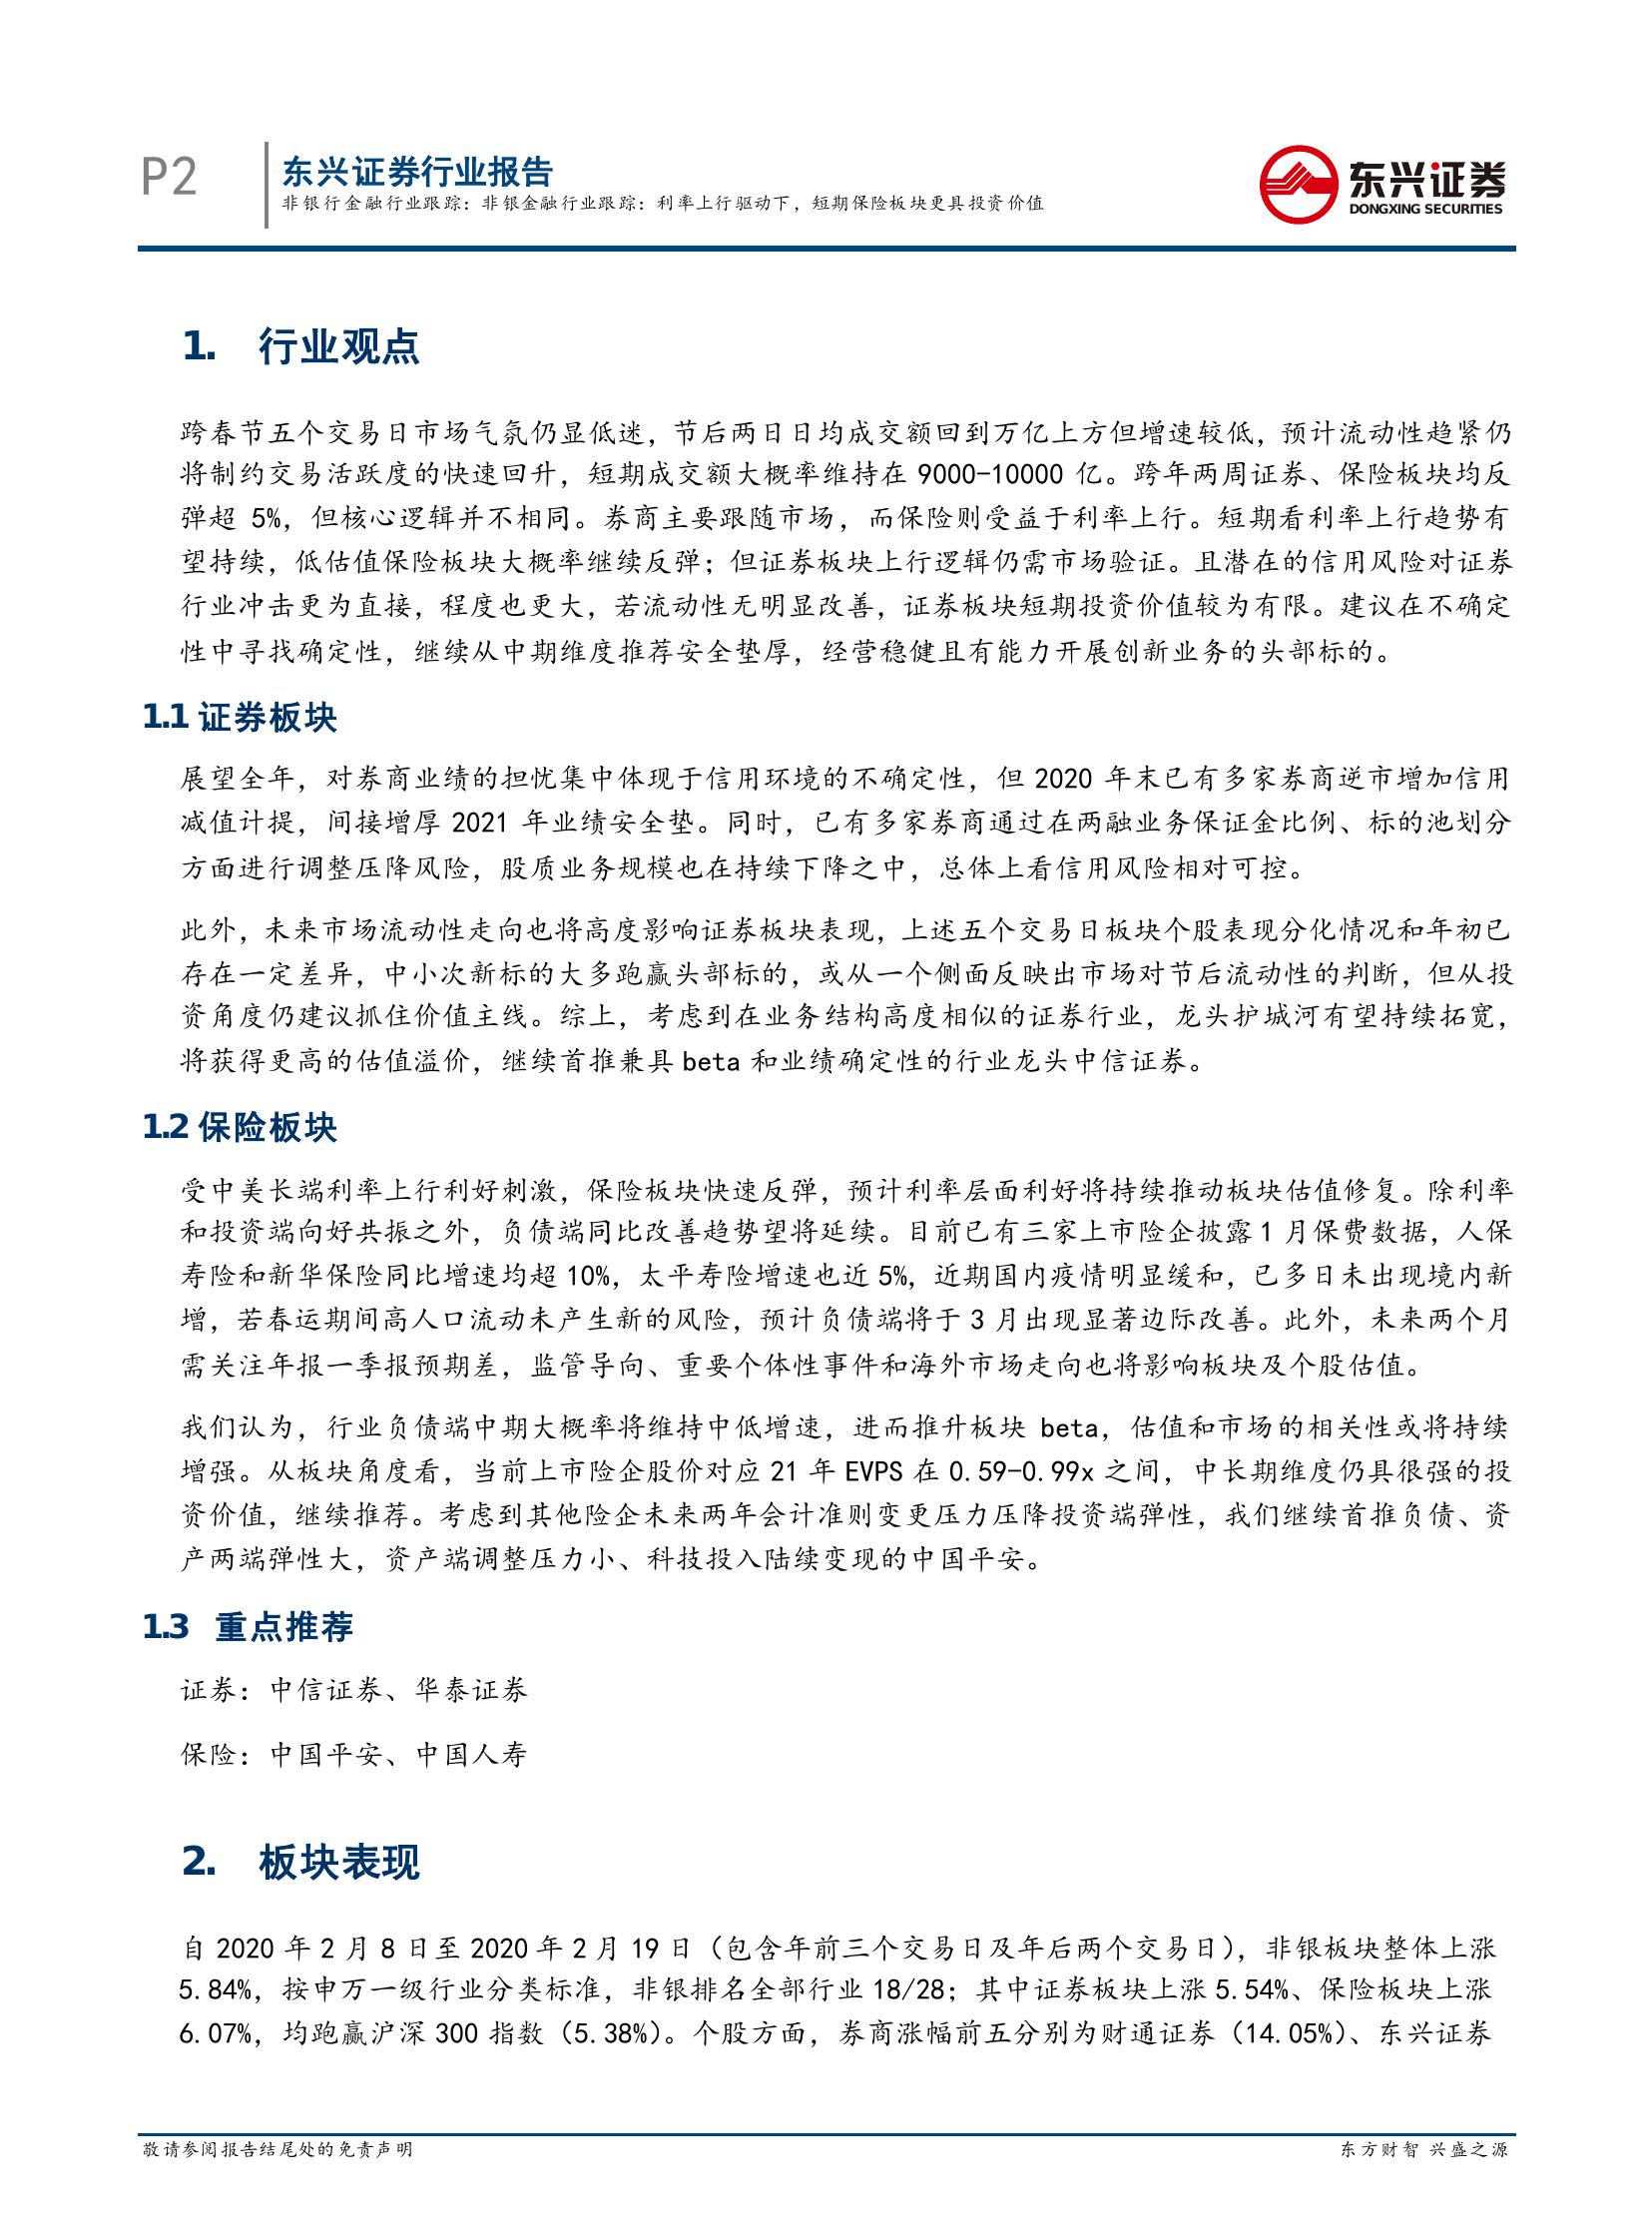 P2
东兴证券行业报告
非银行金融行业跟踪：非银金融行业跟踪：利率上行驱动下，短期保险板块更具投资价值
东兴证券
DONGXING SECURITIES
1. 行业观点
跨春节五个交易日市场气氛仍显低迷，节后两日日均成交额回到万亿上方但增速较低，预计流动性趋紧仍
将制约交易活跃度的快速回升，短期成交额大概率维持在 9000-10000 亿。跨年两周证券、保险板块均反
弹超 5%，但核心逻辑并不相同。券商主要跟随市场，而保险则受益于利率上行。短期看利率上行趋势有
望持续，低估值保险板块大概率继续反弹；但证券板块上行逻辑仍需市场验证。且潜在的信用风险对证券
行业冲击更为直接，程度也更大，若流动性无明显改善，证券板块短期投资价值较为有限。建议在不确定
性中寻找确定性，继续从中期维度推荐安全垫厚，经营稳健且有能力开展创新业务的头部标的。
1.1 证券板块
展望全年，对券商业绩的担忧集中体现于信用环境的不确定性，但 2020 年末已有多家券商逆市增加信用
减值计提，间接增厚 2021 年业绩安全垫。同时，已有多家券商通过在两融业务保证金比例、标的池划分
方面进行调整压降风险，股质业务规模也在持续下降之中，总体上看信用风险相对可控。
此外，未来市场流动性走向也将高度影响证券板块表现，上述五个交易日板块个股表现分化情况和年初已
存在一定差异，中小次新标的大多跑赢头部标的，或从一个侧面反映出市场对节后流动性的判断，但从投
资角度仍建议抓住价值主线。综上，考虑到在业务结构高度相似的证券行业，龙头护城河有望持续拓宽，
将获得更高的估值溢价，继续首推兼具 beta 和业绩确定性的行业龙头中信证券。
1.2 保险板块
受中美长端利率上行利好刺激，保险板块快速反弹，预计利率层面利好将持续推动板块估值修复。除利率
和投资端向好共振之外，负债端同比改善趋势望将延续。目前已有三家上市险企披露 1 月保费数据，人保
寿险和新华保险同比增速均超 10%，太平寿险增速也近 5%，近期国内疫情明显缓和，已多日未出现境内新
增，若春运期间高人口流动未产生新的风险，预计负债端将于 3 月出现显著边际改善。此外，未来两个月
需关注年报一季报预期差，监管导向、重要个体性事件和海外市场走向也将影响板块及个股估值。
我们认为，行业负债端中期大概率将维持中低增速，进而推升板块 beta，估值和市场的相关性或将持续
增强。从板块角度看，当前上市险企股价对应 21 年 EVPS 在 0.59-0.99x 之间，中长期维度仍具很强的投
资价值，继续推荐。考虑到其他险企未来两年会计准则变更压力压降投资端弹性，我们继续首推负债、资
产两端弹性大，资产端调整压力小、科技投入陆续变现的中国平安。
1.3 重点推荐
证券：中信证券、华泰证券
保险：中国平安、中国人寿
2. 板块表现
自 2020 年 2 月 8 日至 2020 年 2 月 19 日（包含年前三个交易日及年后两个交易日），非银板块整体上涨
5.84%，按申万一级行业分类标准，非银排名全部行业 18/28；其中证券板块上涨 5.54%、保险板块上涨
6.07%，均跑赢沪深 300 指数（5.38%）。个股方面，券商涨幅前五分别为财通证券（14.05%）、东兴证券
敬请参阅报告结尾处的免责声明
东方财智 兴盛之源